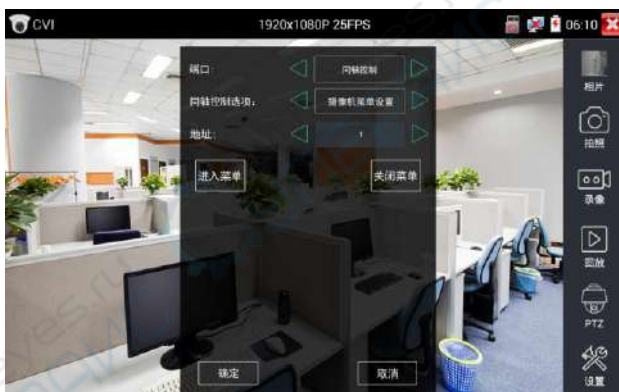 CVI 1920x1080P 25FPS 06:10
端口: 同轴控制
同轴控制选项: 摄像机菜单设置
地址: 1
进入菜单 关闭菜单
确定 取消
相片
拍照
录像
回放
PTZ
设置